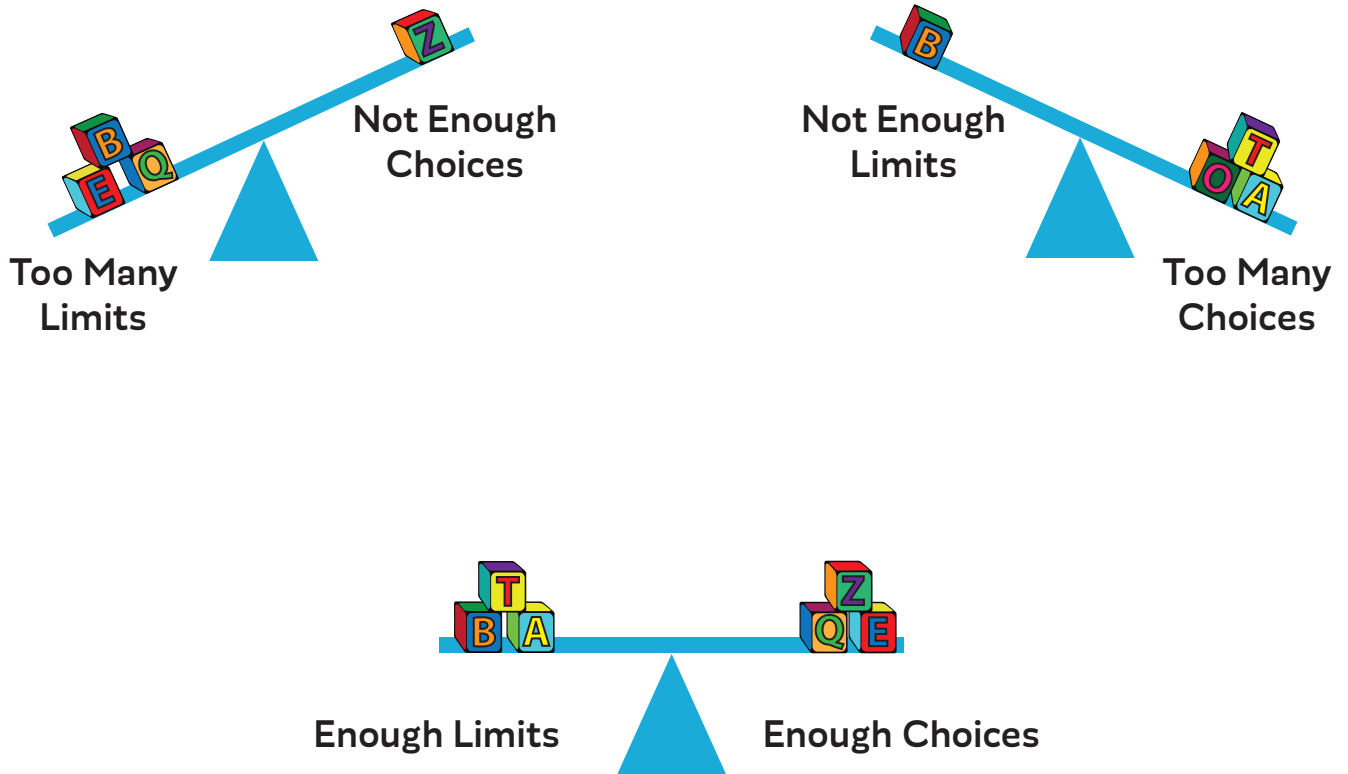 Z
B
Q
E
Not Enough
Choices
Too Many
Limits
B
Not Enough
Limits
T
O
A
Too Many
Choices
T
B
A
Z
Q
E
Enough Limits
Enough Choices